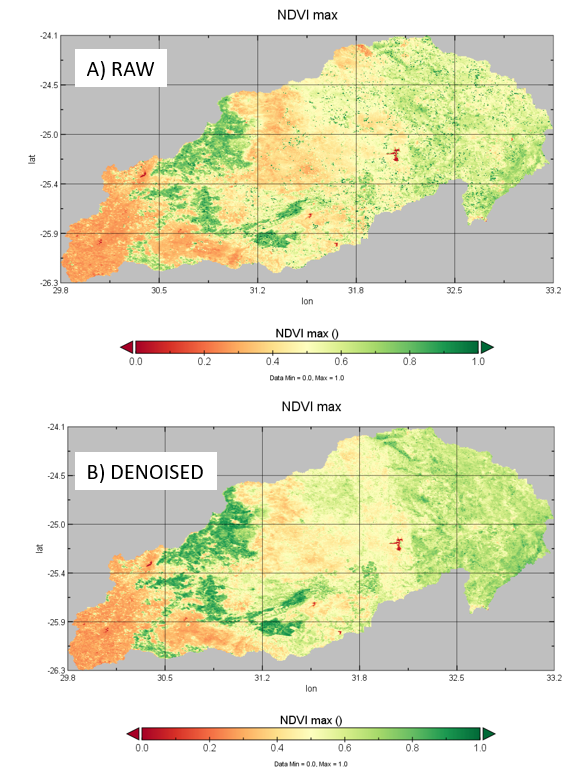 NDVI max
A) RAW
-24.1
-24.5
-25.0
-25.4
-25.9
-26.3
lat
29.8 30.5 31.2 31.8 32.5 33.2
lon
NDVI max ()
0.0 0.2 0.4 0.6 0.8 1.0
Data Min = 0.0, Max = 1.0
NDVI max
B) DENOISED
-24.1
-24.5
-25.0
-25.4
-25.9
-26.3
lat
29.8 30.5 31.2 31.8 32.5 33.2
lon
NDVI max ()
0.0 0.2 0.4 0.6 0.8 1.0
Data Min = 0.0, Max = 1.0